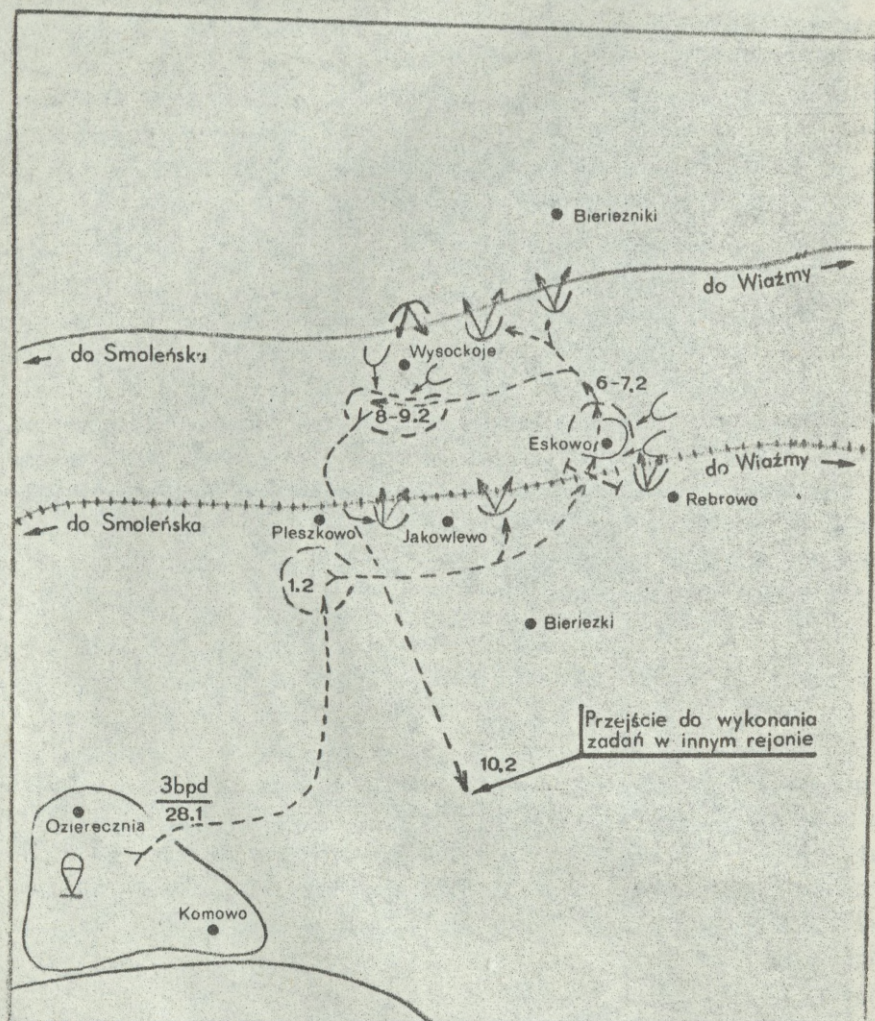 Bieriezniki
do Wiaźmy
do Smoleńska
Wysockoje
6-7.2
8-9.2
Eskowo
do Wiaźmy
Rebrowo
do Smoleńska
Pleszkowo
Jakowlewo
1.2
Bieriezki
Przejście do wykonania
zadań w innym rejonie
10.2
3bpd
28.1
Ozierecznia
Komowo